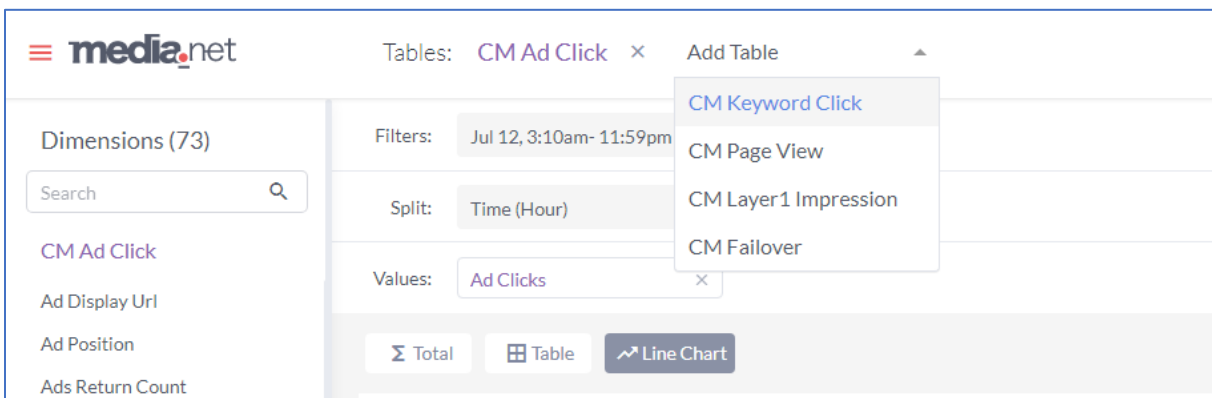 media.net
Tables: CM Ad Click × Add Table
CM Keyword Click
CM Page View
CM Layer1 Impression
CM Failover
Dimensions (73)
Search
CM Ad Click
Ad Display Url
Ad Position
Ads Return Count
Filters: Jul 12, 3:10am- 11:59pm
Split: Time (Hour)
Values: Ad Clicks ×
Σ Total Table Line Chart